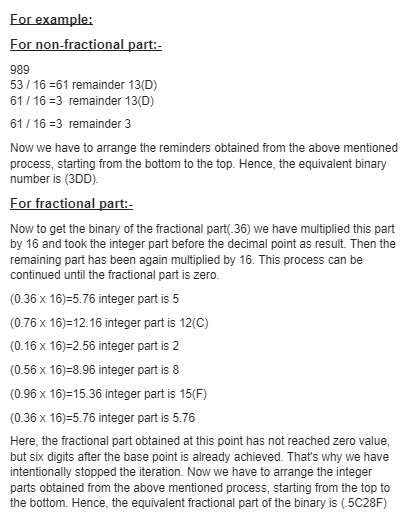 For example:
For non-fractional part:-
989
53 / 16 =61 remainder 13(D)
61 / 16 =3 remainder 13(D)
61 / 16 =3 remainder 3
Now we have to arrange the reminders obtained from the above mentioned
process, starting from the bottom to the top. Hence, the equivalent binary
number is (3DD).
For fractional part:-
Now to get the binary of the fractional part(.36) we have multiplied this part
by 16 and took the integer part before the decimal point as result. Then the
remaining part has been again multiplied by 16. This process can be
continued until the fractional part is zero.
(0.36 x 16)=5.76 integer part is 5
(0.76 x 16)=12.16 integer part is 12(C)
(0.16 x 16)=2.56 integer part is 2
(0.56 x 16)=8.96 integer part is 8
(0.96 x 16)=15.36 integer part is 15(F)
(0.36 x 16)=5.76 integer part is 5.76
Here, the fractional part obtained at this point has not reached zero value,
but six digits after the base point is already achieved. That's why we have
intentionally stopped the iteration. Now we have to arrange the integer
parts obtained from the above mentioned process, starting from the top to
the bottom. Hence, the equivalent fractional part of the binary is (.5C28F)